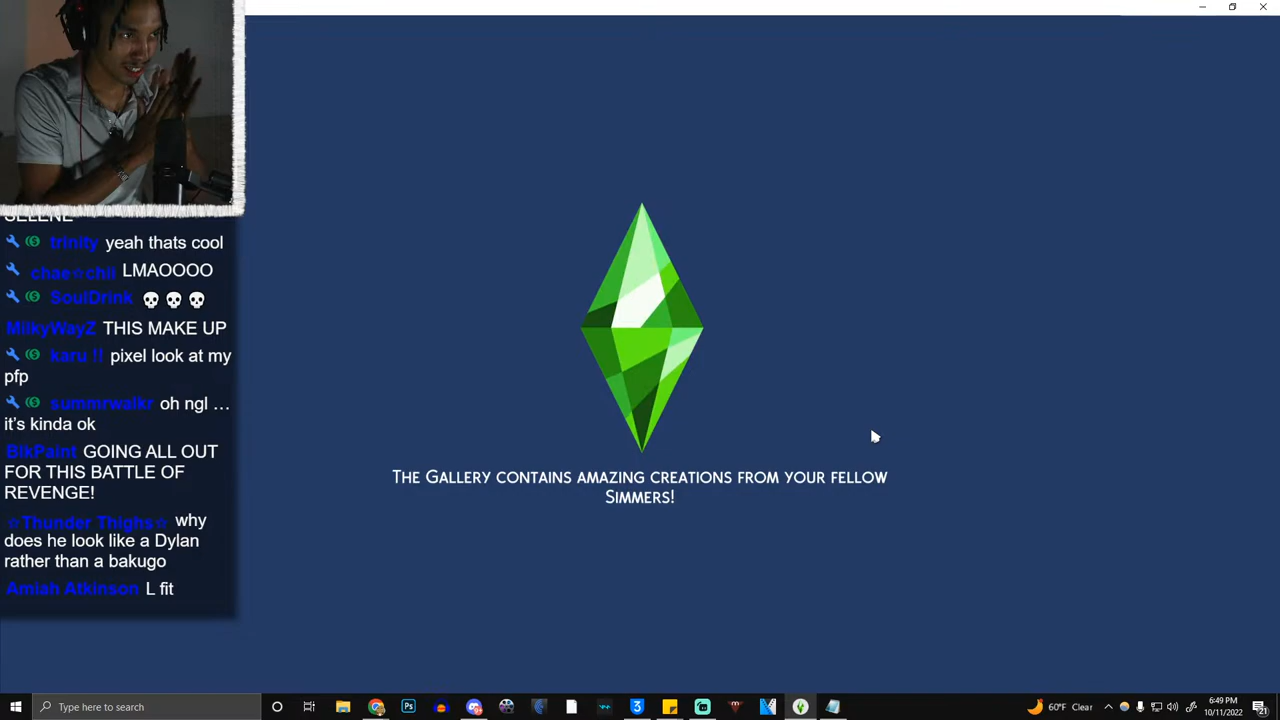 trinity yeah thats cool
chae☆chii LMAOOOO
SoulDrink 💀💀💀
MilkyWayZ THIS MAKE UP
karu !! pixel look at my
pfp
summrwalkr oh ngl …
it's kinda ok
BlkPaint GOING ALL OUT
FOR THIS BATTLE OF
REVENGE!
☆Thunder Thighs☆ why
does he look like a Dylan
rather than a bakugo
Amiah Atkinson L fit
THE GALLERY CONTAINS AMAZING CREATIONS FROM YOUR FELLOW
SIMMERS!
Type here to search
Ps
3
60°F Clear
6:49 PM
10/11/2022
21